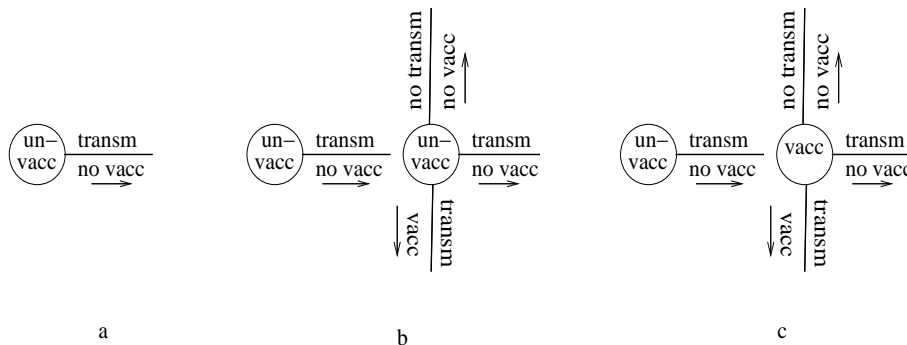 un-
vacc
transm
no vacc
a
no transm
no vacc
un-
vacc
transm
no vacc
un-
vacc
transm
no vacc
vacc
transm
b
no transm
no vacc
un-
vacc
transm
no vacc
vacc
transm
no vacc
vacc
transm
c